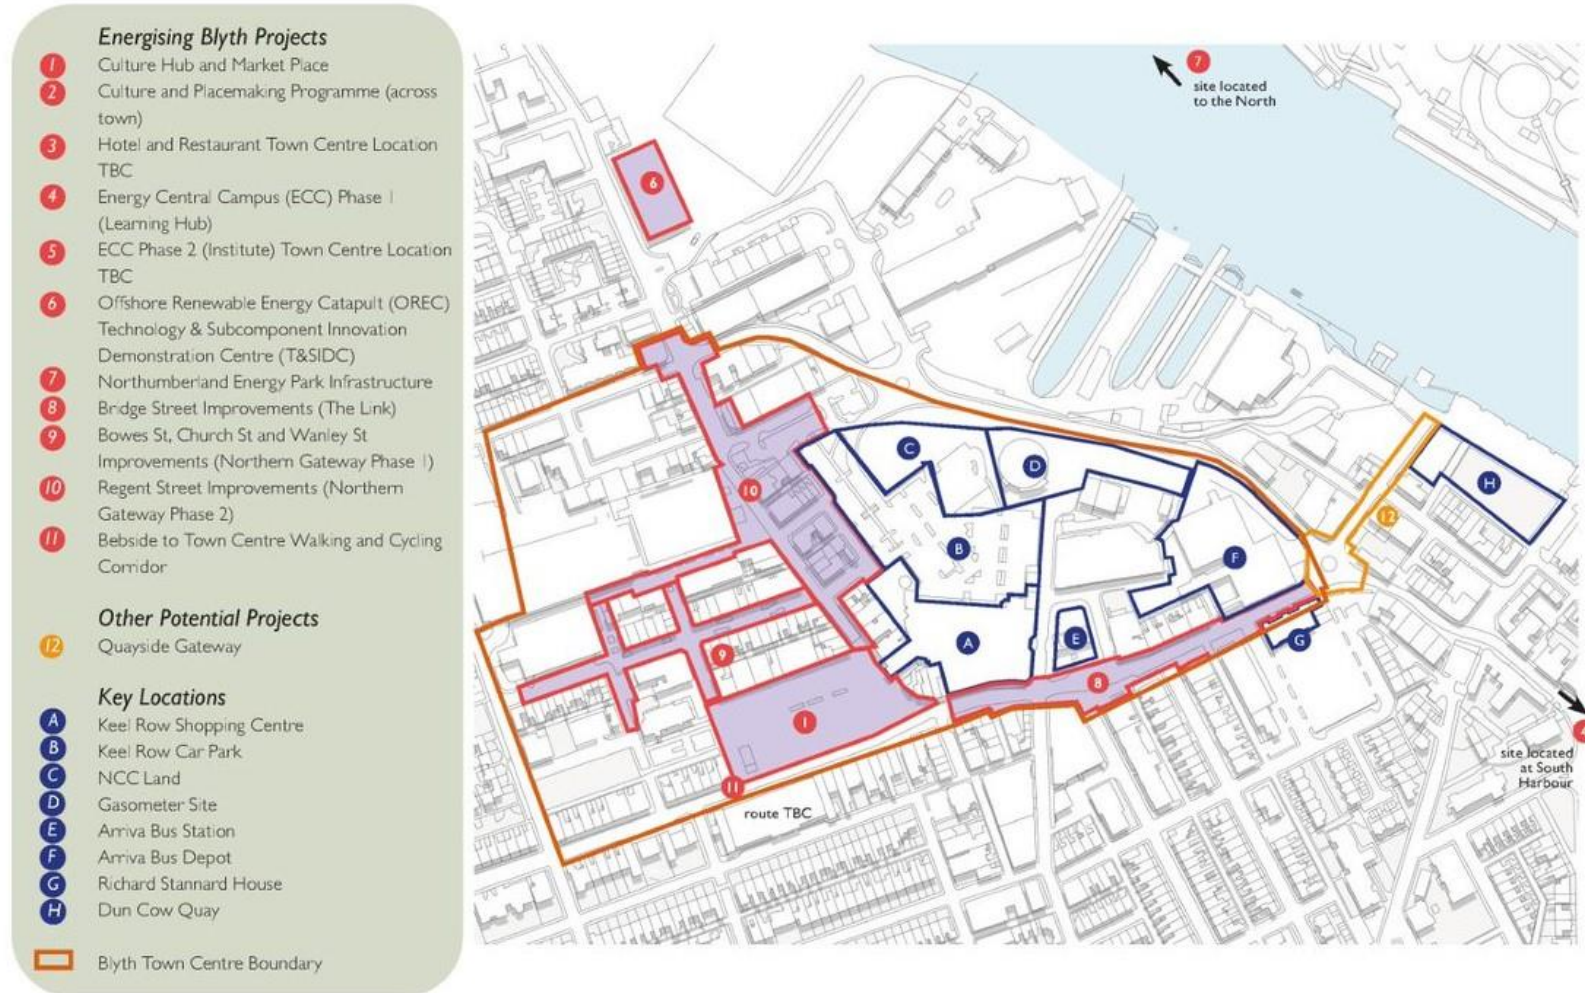 Energising Blyth Projects
1 Culture Hub and Market Place
2 Culture and Placemaking Programme (across
town)
3 Hotel and Restaurant Town Centre Location
TBC
4 Energy Central Campus (ECC) Phase 1
(Learning Hub)
5 ECC Phase 2 (Institute) Town Centre Location
TBC
6 Offshore Renewable Energy Catapult (OREC)
Technology & Subcomponent Innovation
Demonstration Centre (T&SIDC)
7 Northumberland Energy Park Infrastructure
8 Bridge Street Improvements (The Link)
9 Bowes St, Church St and Wanley St
Improvements (Northern Gateway Phase 1)
10 Regent Street Improvements (Northern
Gateway Phase 2)
11 Bebside to Town Centre Walking and Cycling
Corridor
Other Potential Projects
12 Quayside Gateway
Key Locations
A Keel Row Shopping Centre
B Keel Row Car Park
C NCC Land
D Gasometer Site
E Arriva Bus Station
F Arriva Bus Depot
G Richard Stannard House
H Dun Cow Quay
Blyth Town Centre Boundary
7
site located
to the North
6
C
D
H
10
12
B
F
A
E
G
9
8
1
4
site located
at South
Harbour
11
route TBC